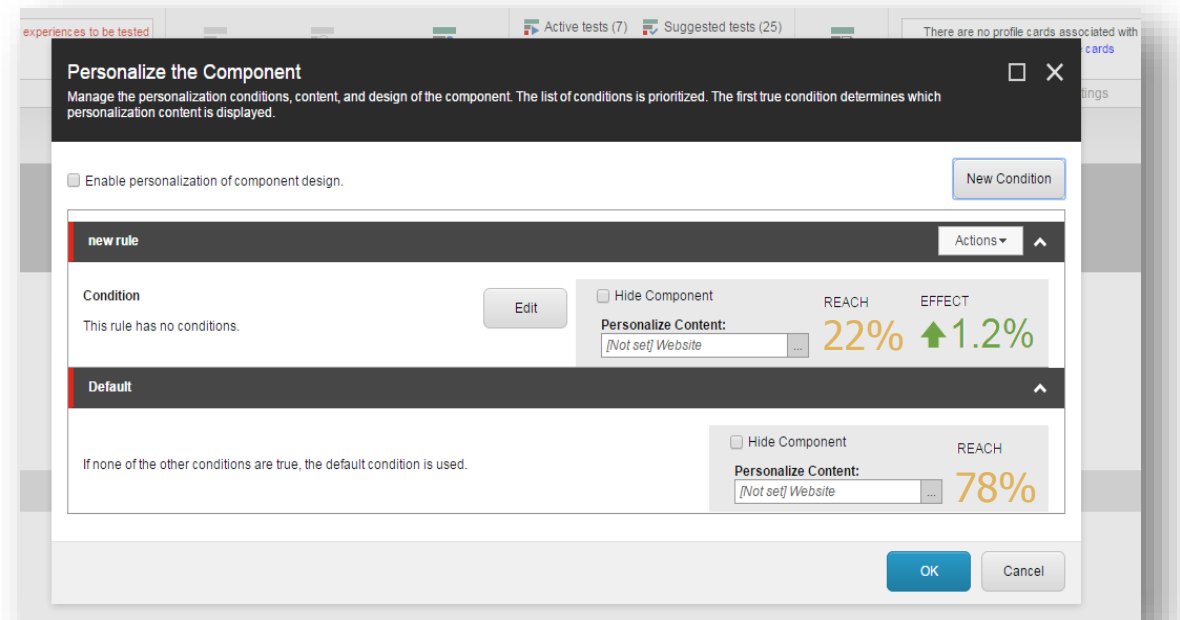 experiences to be tested
Active tests (7) Suggested tests (25)
There are no profile cards associated with
cards
tings
Personalize the Component
Manage the personalization conditions, content, and design of the component. The list of conditions is prioritized. The first true condition determines which
personalization content is displayed.
Enable personalization of component design.
New Condition
new rule
Actions
Condition
This rule has no conditions.
Edit
Hide Component
Personalize Content:
[Not set] Website
...
REACH
22%
EFFECT
1.2%
Default
If none of the other conditions are true, the default condition is used.
Hide Component
Personalize Content:
[Not set] Website
...
REACH
78%
OK
Cancel